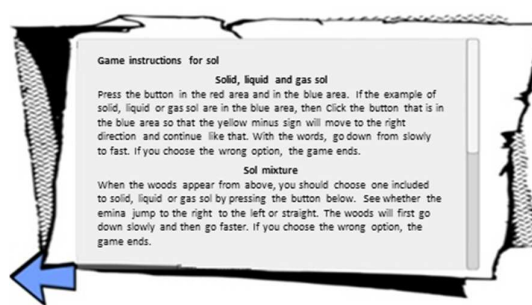 Game instructions for sol
Solid, liquid and gas sol
Press the button in the red area and in the blue area. If the example of
solid, liquid or gas sol are in the blue area, then Click the button that is in
the blue area so that the yellow minus sign will move to the right
direction and continue like that. With the words, go down from slowly
to fast. If you choose the wrong option, the game ends.
Sol mixture
When the woods appear from above, you should choose one included
to solid, liquid or gas sol by pressing the button below. See whether the
emina jump to the right to the left or straight. The woods will first go
down slowly and then go faster. If you choose the wrong option, the
game ends.